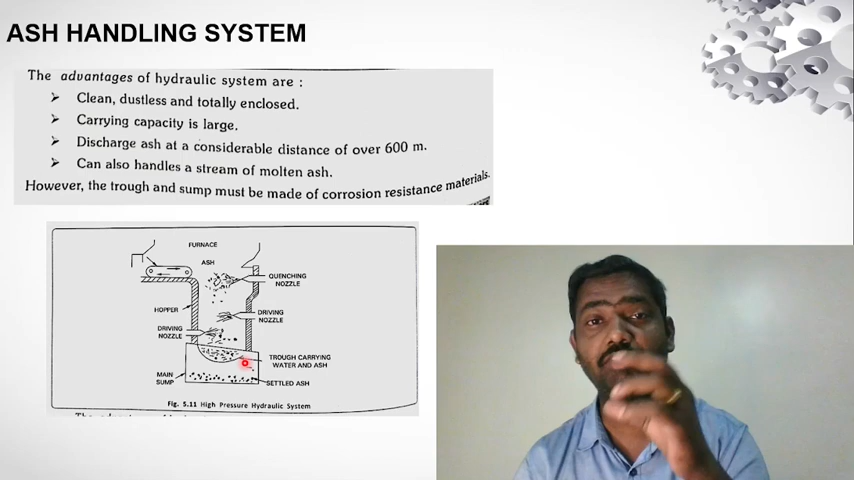 ASH HANDLING SYSTEM
The advantages of hydraulic system are :
➤ Clean, dustless and totally enclosed.
➤ Carrying capacity is large.
➤ Discharge ash at a considerable distance of over 600 m.
➤ Can also handles a stream of molten ash.
However, the trough and sump must be made of corrosion resistance materials.
FURNACE
ASH
QUENCHING
NOZZLE
HOPPER
DRIVING
NOZZLE
DRIVING
NOZZLE
TROUGH CARRYING
WATER AND ASH
MAIN
SUMP
SETTLED ASH
Fig. 5.11 High Pressure Hydraulic System